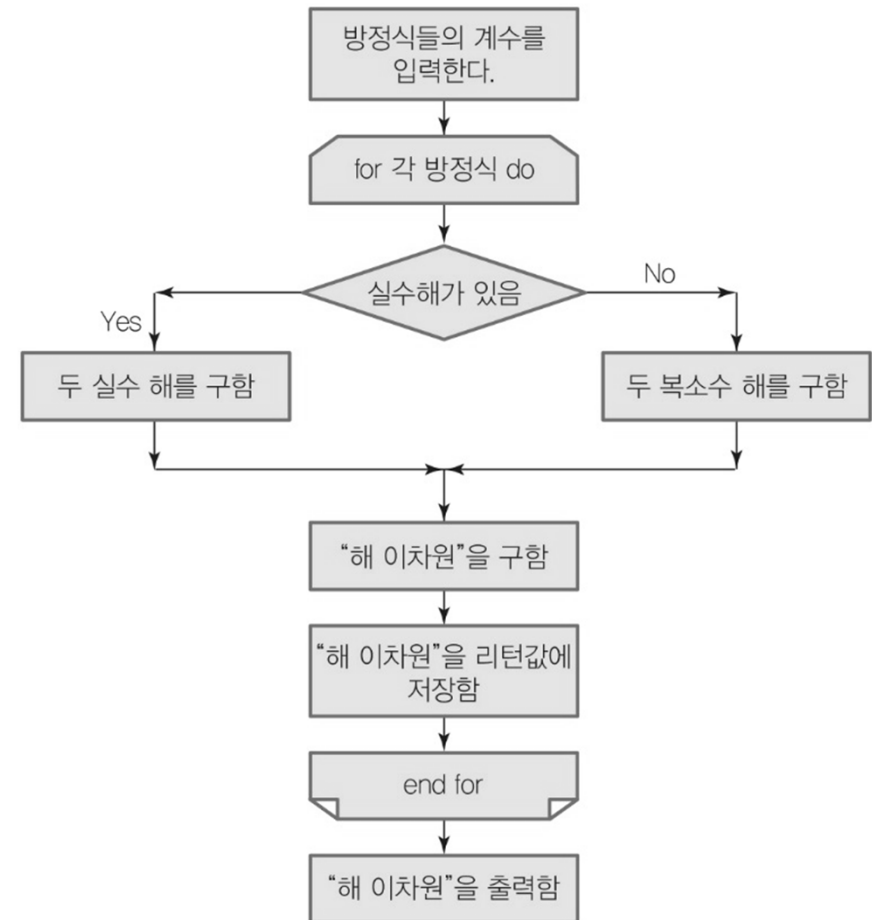 방정식들의 계수를
입력한다.
for 각 방정식 do
실수해가 있음
No
Yes
두 실수 해를 구함
두 복소수 해를 구함
“해 이차원”을 구함
“해 이차원”을 리턴값에
저장함
end for
“해 이차원”을 출력함